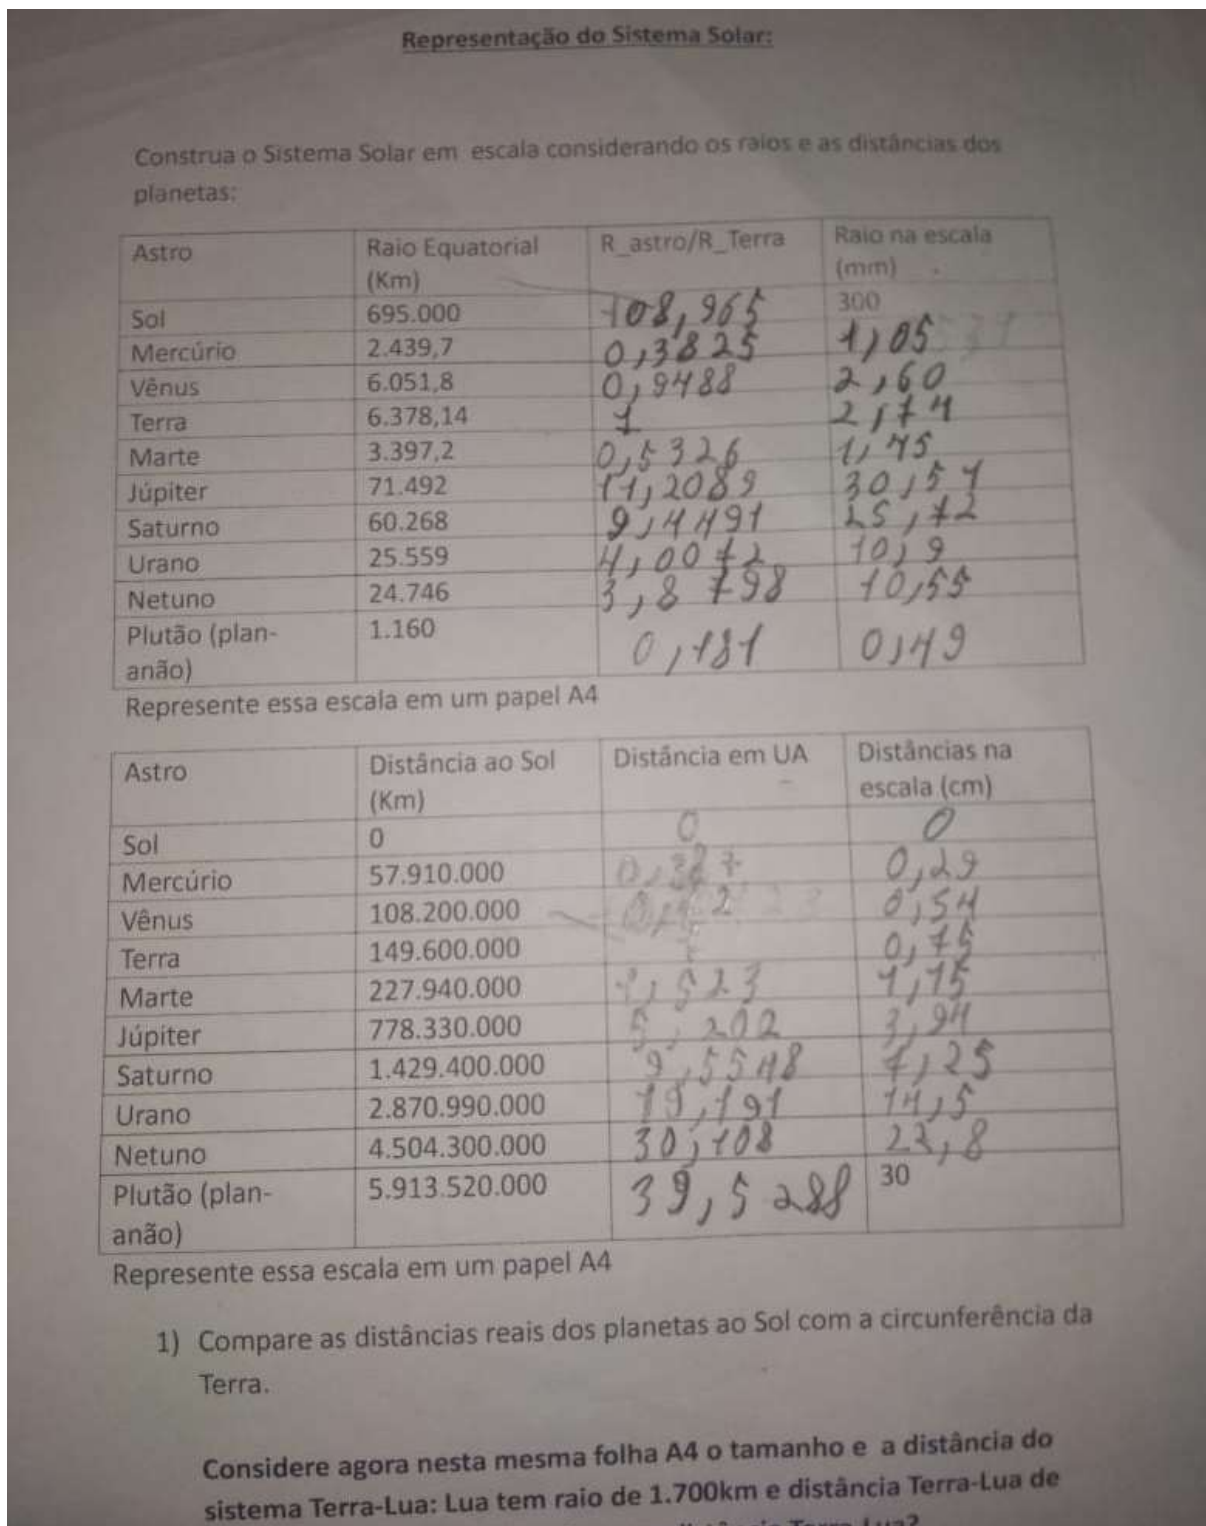 Representação do Sistema Solar:
Construa o Sistema Solar em escala considerando os raios e as distâncias dos
planetas:
Astro Raio Equatorial (Km) R_astro/R_Terra Raio na escala (mm)
Sol 695.000 108,965 300
Mercúrio 2.439,7 0,3825 1,05
Vênus 6.051,8 0,9488 2,60
Terra 6.378,14 1 2,74
Marte 3.397,2 0,5326 1,45
Júpiter 71.492 11,2089 30,57
Saturno 60.268 9,4491 25,72
Urano 25.559 4,0072 10,9
Netuno 24.746 3,8798 10,55
Plutão (plan-anão) 1.160 0,181 0,49
Represente essa escala em um papel A4
Astro Distância ao Sol (Km) Distância em UA Distâncias na escala (cm)
Sol 0 0 0
Mercúrio 57.910.000 0,387 0,29
Vênus 108.200.000 0,54
Terra 149.600.000 0,75
Marte 227.940.000 1,523 1,15
Júpiter 778.330.000 5,202 3,94
Saturno 1.429.400.000 9,5548 7,25
Urano 2.870.990.000 19,191 14,5
Netuno 4.504.300.000 30,108 22,8
Plutão (plan-anão) 5.913.520.000 39,5288 30
Represente essa escala em um papel A4
1) Compare as distâncias reais dos planetas ao Sol com a circunferência da
Terra.
Considere agora nesta mesma folha A4 o tamanho e a distância do
sistema Terra-Lua: Lua tem raio de 1.700km e distância Terra-Lua de
Terra-Lua?